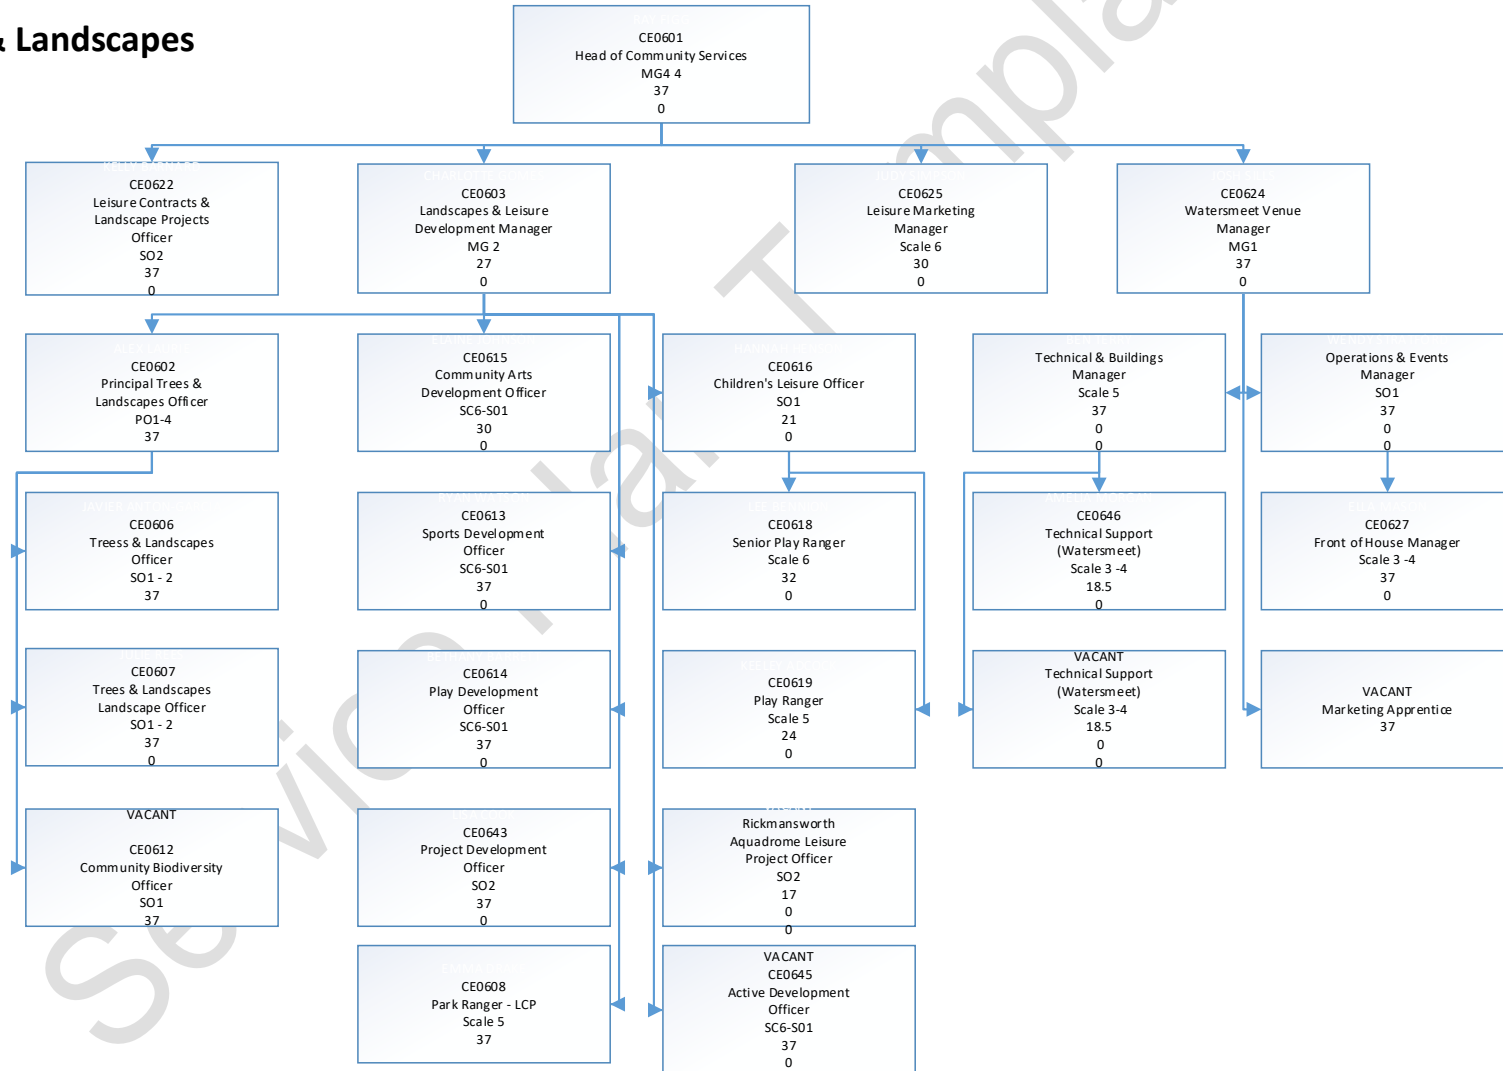 & Landscapes
CE0601
Head of Community Services
MG4 4
37
0
CE0622
Leisure Contracts &
Landscape Projects
Officer
SO2
37
0
CE0603
Landscapes & Leisure
Development Manager
MG 2
27
0
CE0625
Leisure Marketing
Manager
Scale 6
30
0
CE0624
Watersmeet Venue
Manager
MG1
37
0
CE0602
Principal Trees &
Landscapes Officer
PO1-4
37
CE0615
Community Arts
Development Officer
SC6-S01
30
0
HANNAH
CE0616
Children's Leisure Officer
SO1
21
0
Technical & Buildings
Manager
Scale 5
37
0
0
Operations & Events
Manager
SO1
37
0
0
CE0606
Treess & Landscapes
Officer
SO1 - 2
37
CE0613
Sports Development
Officer
SC6-S01
37
0
CE0618
Senior Play Ranger
Scale 6
32
0
CE0646
Technical Support
(Watersmeet)
Scale 3 -4
18.5
0
CE0627
Front of House Manager
Scale 3 -4
37
0
CE0607
Trees & Landscapes
Landscape Officer
SO1 - 2
37
0
CE0614
Play Development
Officer
SC6-S01
37
0
CE0619
Play Ranger
Scale 5
24
0
VACANT
Technical Support
(Watersmeet)
Scale 3-4
18.5
0
0
VACANT
Marketing Apprentice
37
VACANT
CE0612
Community Biodiversity
Officer
SO1
37
CE0643
Project Development
Officer
SO2
37
0
VACANT
Rickmansworth
Aquadrome Leisure
Project Officer
SO2
17
0
0
EMMA
CE0608
Park Ranger - LCP
Scale 5
37
VACANT
CE0645
Active Development
Officer
SC6-S01
37
0